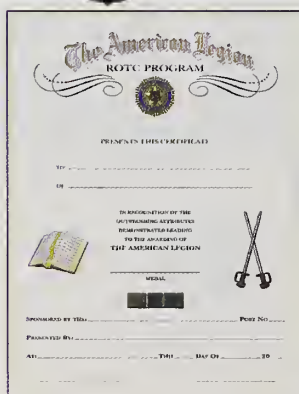 The American Legion
ROTC PROGRAM
PRESENTS THIS CERTIFICATE
TO
OF
IN RECOGNITION OF THE
OUTSTANDING ATTRIBUTES
DEMONSTRATED LEADING
TO THE AWARDING OF
THE AMERICAN LEGION
MEDAL
SPONSORED BY THE POST NO.
PRESENTED BY:
AT: THIS DAY OF 20